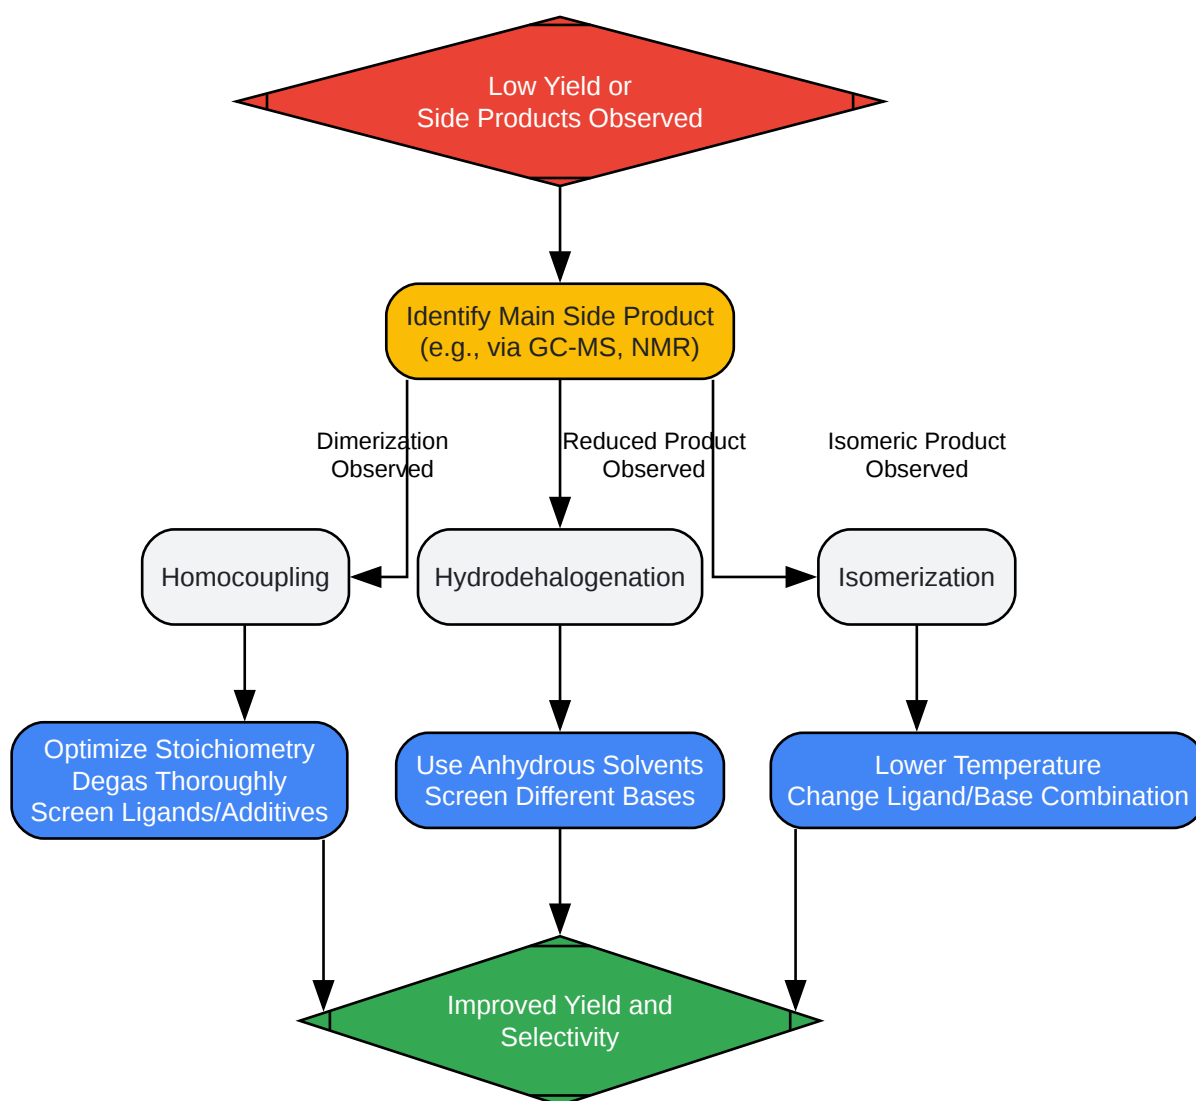 Low Yield or
Side Products Observed
Identify Main Side Product
(e.g., via GC-MS, NMR)
Dimerization
Observed
Reduced Product
Observed
Isomeric Product
Observed
Homocoupling
Hydrodehalogenation
Isomerization
Optimize Stoichiometry
Degas Thoroughly
Screen Ligands/Additives
Use Anhydrous Solvents
Screen Different Bases
Lower Temperature
Change Ligand/Base Combination
Improved Yield and
Selectivity